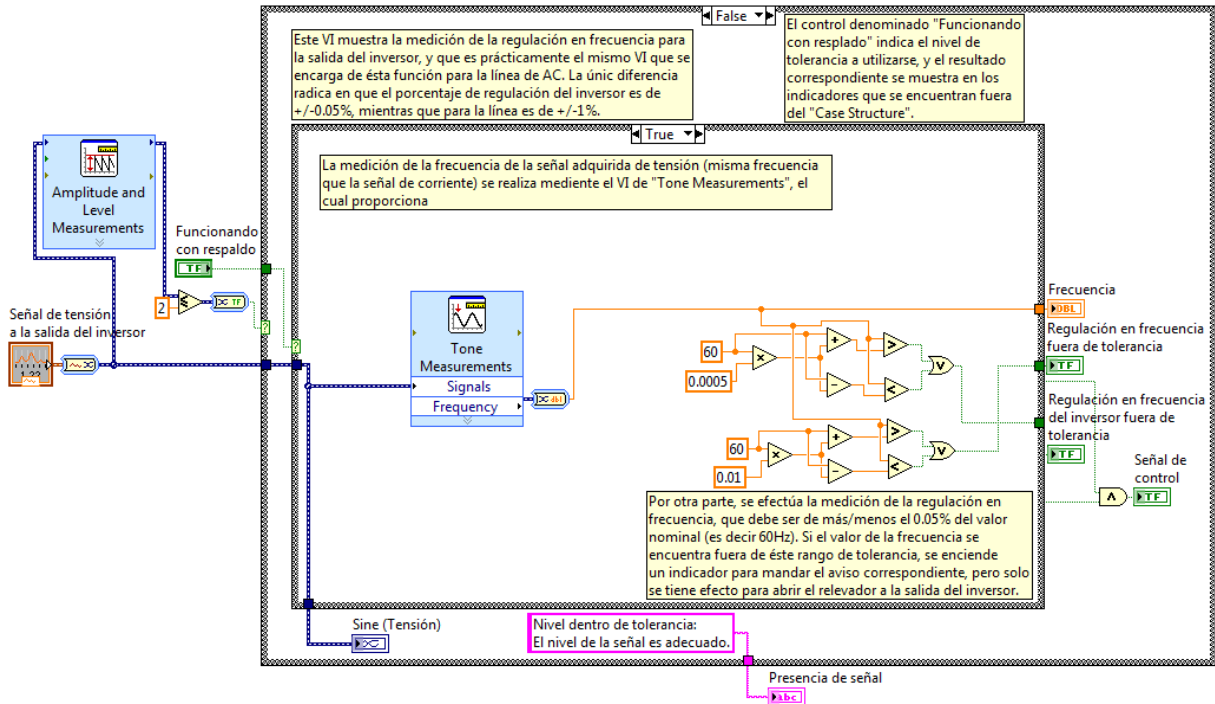 False
Este VI muestra la medición de la regulación en frecuencia para
la salida del inversor, y que es prácticamente el mismo VI que se
encarga de ésta función para la línea de AC. La únic diferencia
radica en que el porcentaje de regulación del inversor es de
+/-0.05%, mientras que para la línea es de +/-1%.
El control denominado "Funcionando
con resplado" indica el nivel de
tolerancia a utilizarse, y el resultado
correspondiente se muestra en los
indicadores que se encuentran fuera
del "Case Structure".
True
La medición de la frecuencia de la señal adquirida de tensión (misma frecuencia
que la señal de corriente) se realiza mediente el VI de "Tone Measurements", el
cual proporciona
Amplitude and
Level
Measurements
Funcionando
con respaldo
TF
2
TF
?
?
Señal de tensión
a la salida del inversor
1.23
Tone
Measurements
Signals
Frequency
dbl
60
0.0005
60
0.01
Frecuencia
DBL
Regulación en frecuencia
fuera de tolerancia
TF
Regulación en frecuencia
del inversor fuera de
tolerancia
TF
Señal de
control
TF
Por otra parte, se efectúa la medición de la regulación en
frecuencia, que debe ser de más/menos el 0.05% del valor
nominal (es decir 60Hz). Si el valor de la frecuencia se
encuentra fuera de éste rango de tolerancia, se enciende
un indicador para mandar el aviso correspondiente, pero solo
se tiene efecto para abrir el relevador a la salida del inversor.
Sine (Tensión)
Nivel dentro de tolerancia:
El nivel de la señal es adecuado.
Presencia de señal
abc